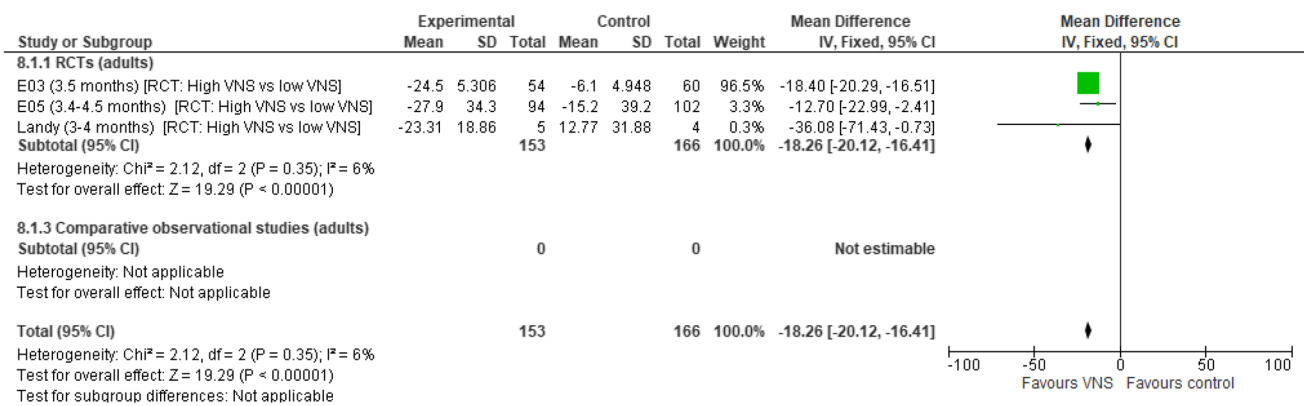 Experimental Control Mean Difference Mean Difference
Study or Subgroup Mean SD Total Mean SD Total Weight IV, Fixed, 95% CI IV, Fixed, 95% CI
8.1.1 RCTs (adults)
E03 (3.5 months) [RCT: High VNS vs low VNS] -24.5 5.306 54 -6.1 4.948 60 96.5% -18.40 [-20.29, -16.51]
E05 (3.4-4.5 months) [RCT: High VNS vs low VNS] -27.9 34.3 94 -15.2 39.2 102 3.3% -12.70 [-22.99, -2.41]
Landy (3-4 months) [RCT: High VNS vs low VNS] -23.31 18.86 5 12.77 31.88 4 0.3% -36.08 [-71.43, -0.73]
Subtotal (95% CI) 153 166 100.0% -18.26 [-20.12, -16.41]
Heterogeneity: Chi² = 2.12, df = 2 (P = 0.35); I² = 6%
Test for overall effect: Z = 19.29 (P < 0.00001)
8.1.3 Comparative observational studies (adults)
Subtotal (95% CI) 0 0 Not estimable
Heterogeneity: Not applicable
Test for overall effect: Not applicable
Total (95% CI) 153 166 100.0% -18.26 [-20.12, -16.41]
Heterogeneity: Chi² = 2.12, df = 2 (P = 0.35); I² = 6%
Test for overall effect: Z = 19.29 (P < 0.00001)
Test for subgroup differences: Not applicable
-100 -50 0 50 100
Favours VNS Favours control